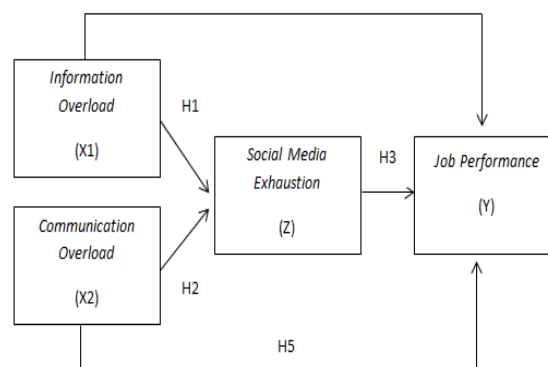 Information
Overload
(X1)
H1
Social Media
Exhaustion
(Z)
H3
Job Performance
(Y)
Communication
Overload
(X2)
H2
H5